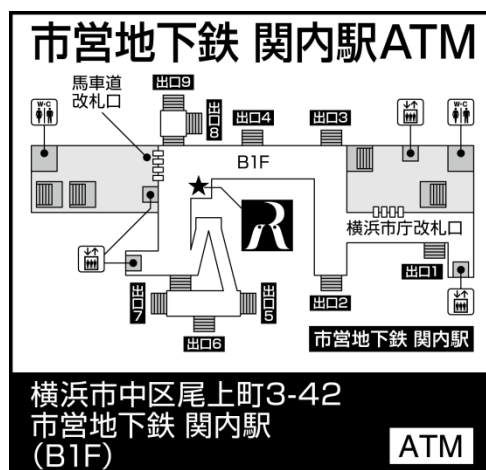 市営地下鉄 関内駅ATM
馬車道
改札口
出口9
出口8
出口4
出口3
W・C
W・C
B1F
横浜市庁改札口
出口1
出口7
出口6
出口5
出口2
市営地下鉄 関内駅
横浜市中区尾上町3-42
市営地下鉄 関内駅
(B1F)
ATM